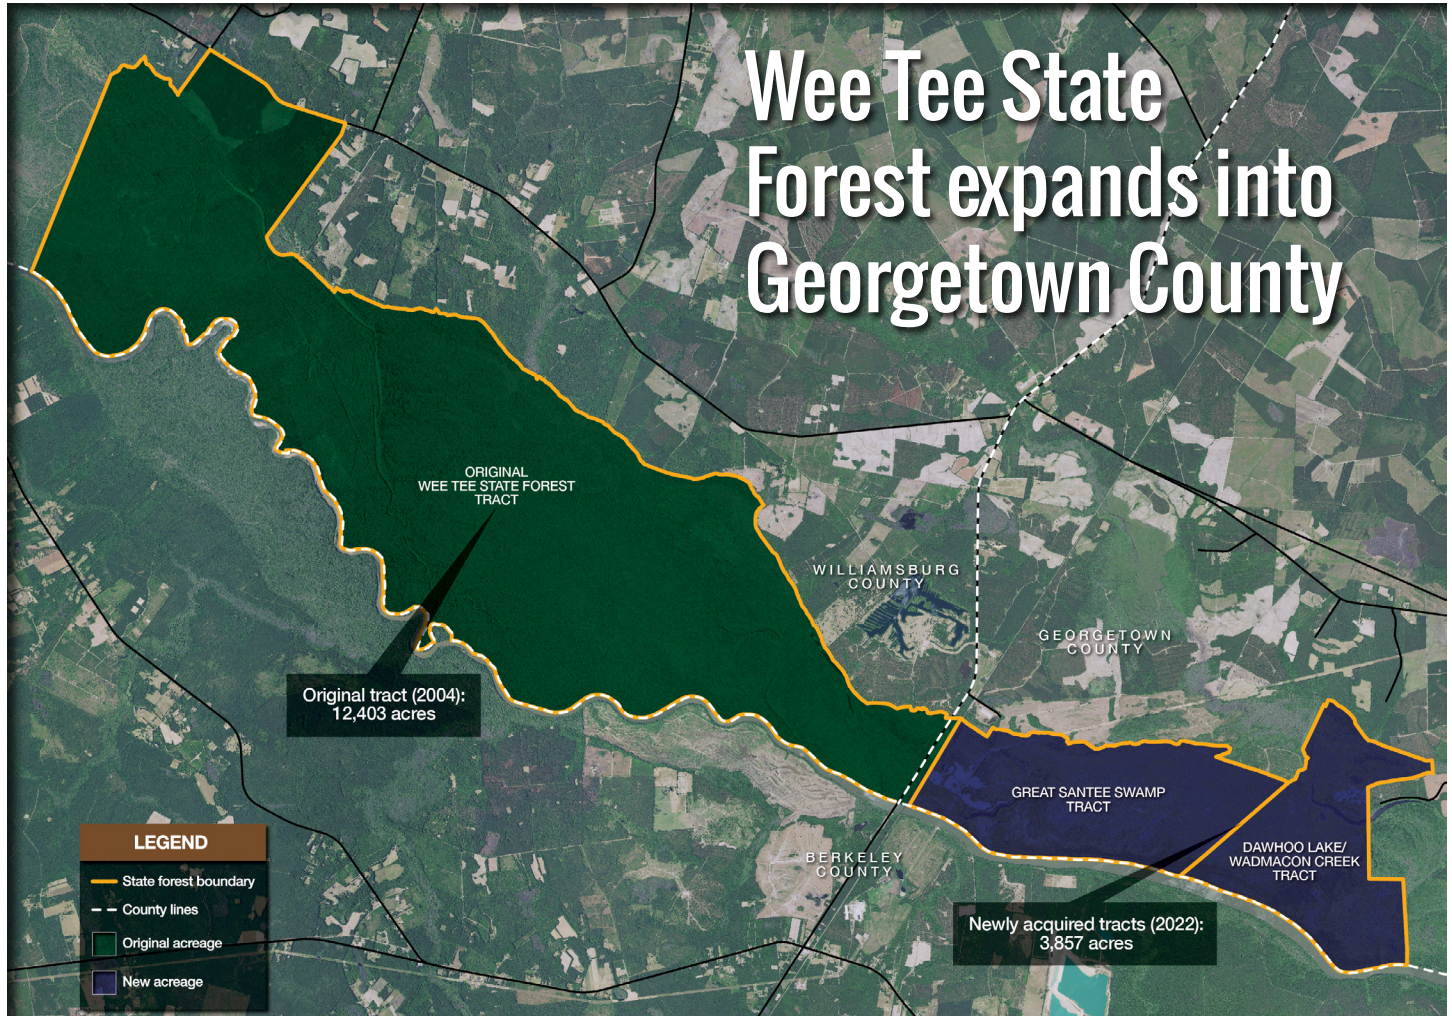 Wee Tee State
Forest expands into
Georgetown County
ORIGINAL
WEE TEE STATE FOREST
TRACT
WILLIAMSBURG
COUNTY
GEORGETOWN
COUNTY
Original tract (2004):
12,403 acres
GREAT SANTEE SWAMP
TRACT
DAWHOO LAKE/
WADMACON CREEK
TRACT
BERKELEY
COUNTY
Newly acquired tracts (2022):
3,857 acres
LEGEND
State forest boundary
County lines
Original acreage
New acreage